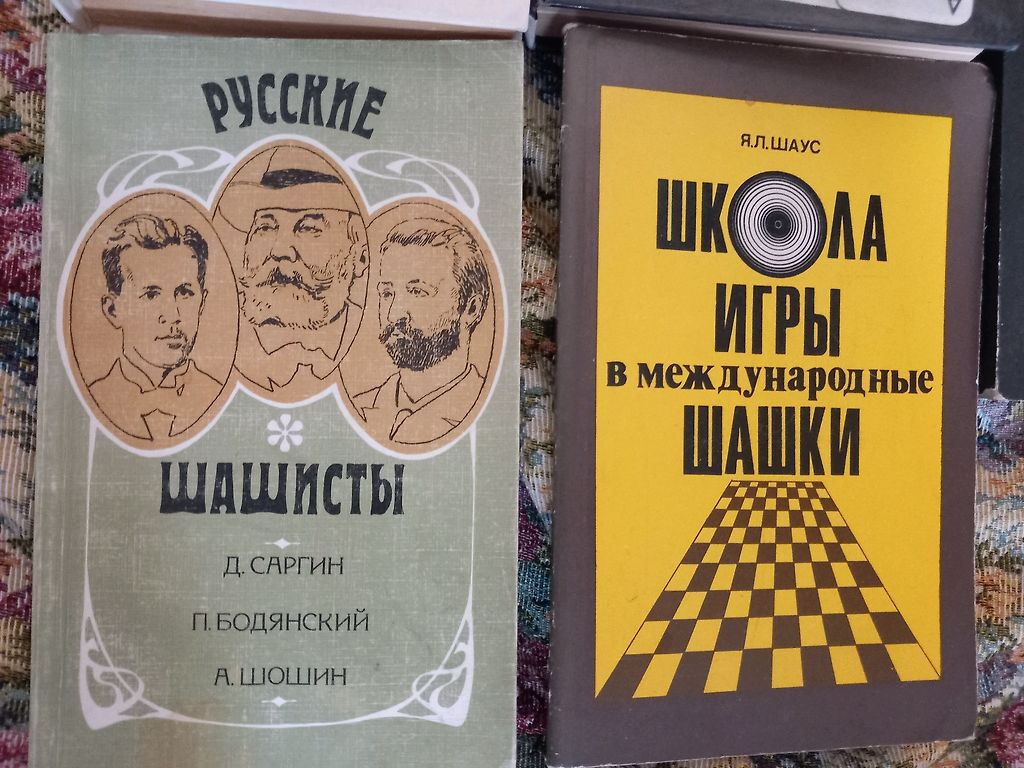 РУССКИЕ
ШАШИСТЫ
Д. САРГИН
П. БОДЯНСКИЙ
А. ШОШИН
Я.Л. ШАУС
ШКОЛА
ИГРЫ
в международные
ШАШКИ